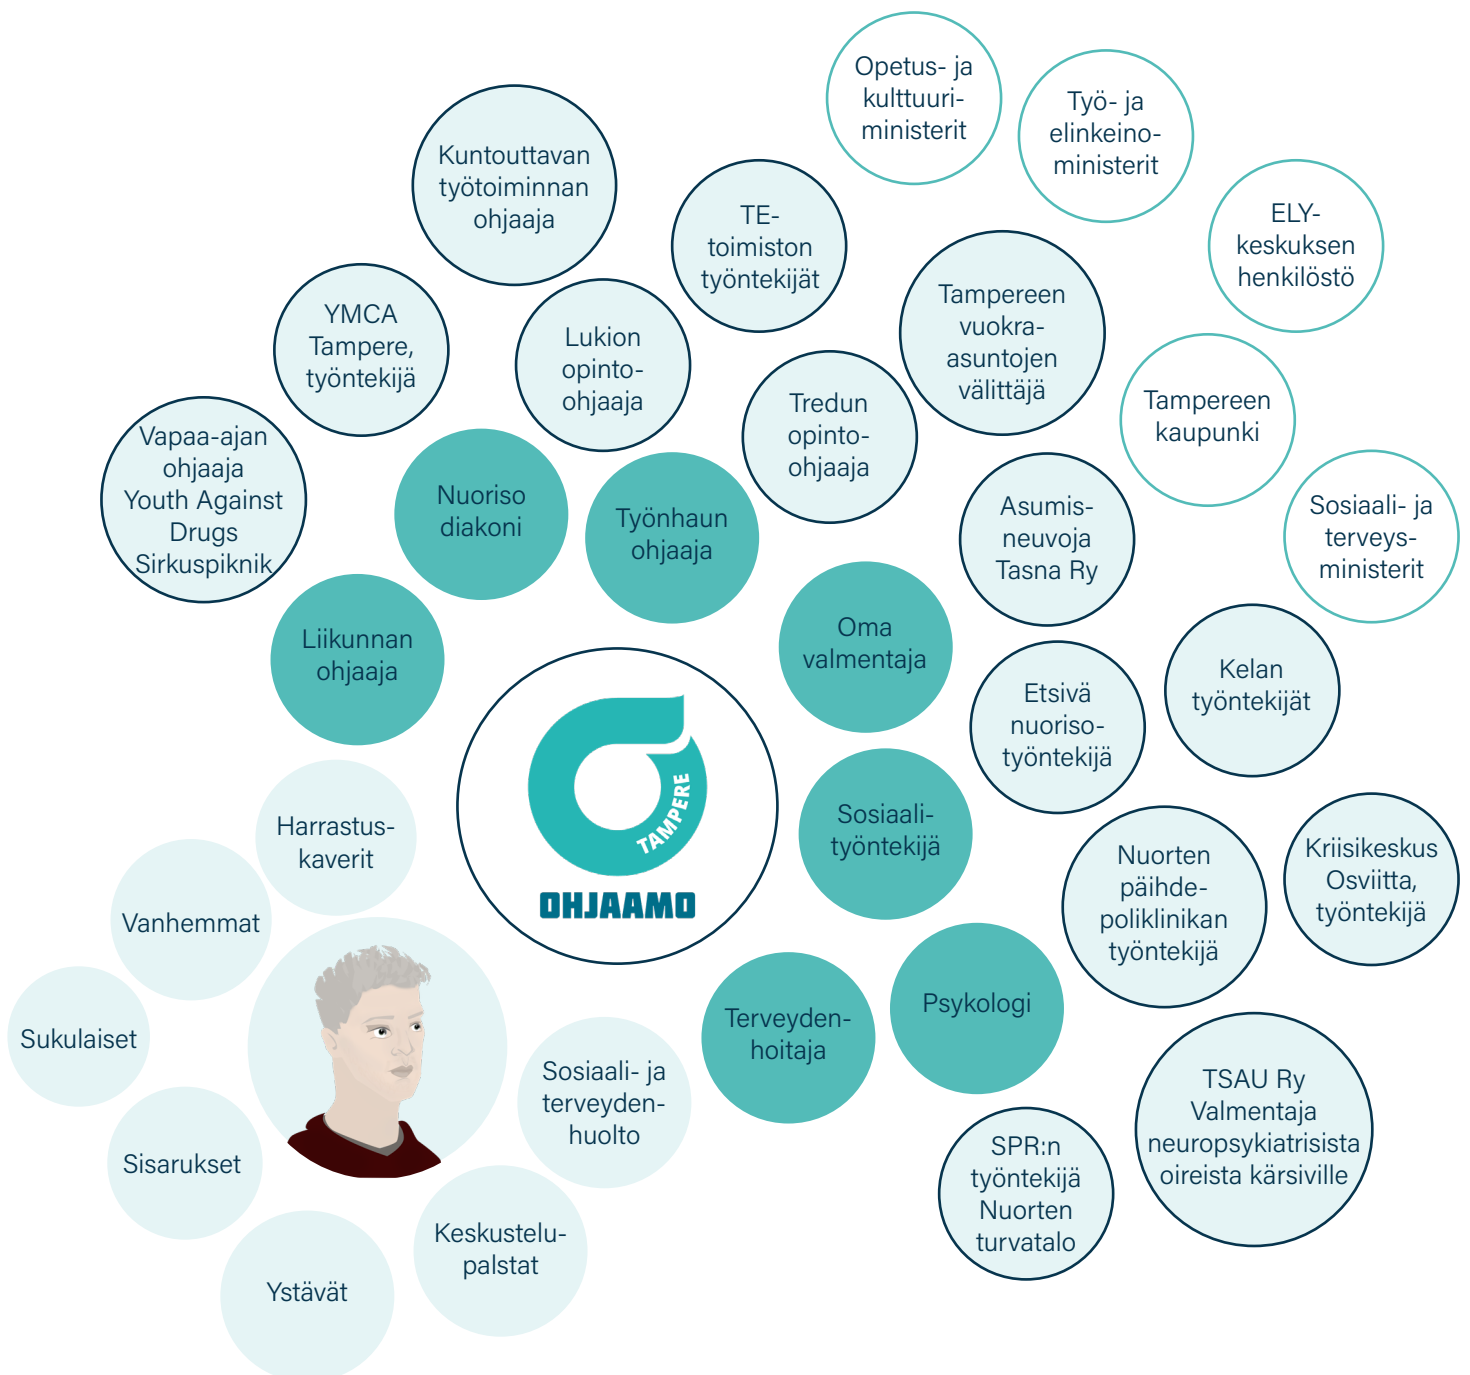 Opetus- ja
kulttuuri-
ministerit
Työ- ja
elinkeino-
ministerit
Kuntouttavan
työtoiminnan
ohjaaja
TE-
toimiston
työntekijät
ELY-
keskuksen
henkilöstö
YMCA
Tampere,
työntekijä
Lukion
opinto-
ohjaaja
Tampereen
vuokra-
asuntojen
välittäjä
Tredun
opinto-
ohjaaja
Tampereen
kaupunki
Vapaa-ajan
ohjaaja
Youth Against
Drugs
Sirkuspiknik
Nuoriso
diakoni
Työnhaun
ohjaaja
Asumis-
neuvoja
Tasna Ry
Sosiaali- ja
terveys-
ministerit
Liikunnan
ohjaaja
Oma
valmentaja
Etsivä
nuoriso-
työntekijä
Kelan
työntekijät
TAMPERE
OHJAAMO
Harrastus-
kaverit
Sosiaali-
työntekijä
Nuorten
päihde-
poliklinikan
työntekijä
Kriisikeskus
Osviitta,
työntekijä
Vanhemmat
Sukulaiset
Terveyden-
hoitaja
Psykologi
Sosiaali- ja
terveyden-
huolto
TSAU Ry
Valmentaja
neuropsykiatrisista
oireista kärsiville
Sisarukset
SPR:n
työntekijä
Nuorten
turvatalo
Keskustelu-
palstat
Ystävät